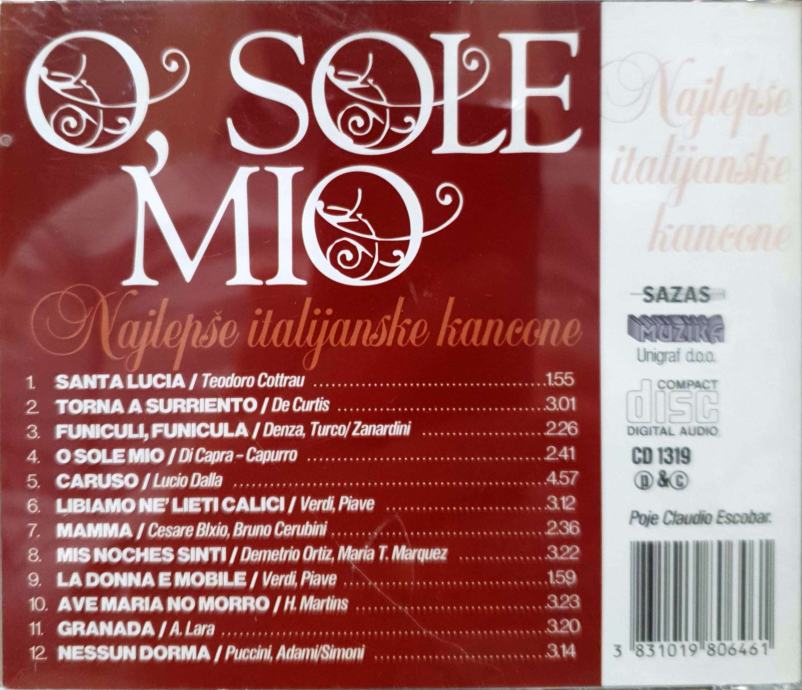 O, SOLE
MIO
Najlepše italijanske kancone
1. SANTA LUCIA / Teodoro Cottrau ........................1.55
2. TORNA A SURRIENTO / De Curtis ........................3.01
3. FUNICULI, FUNICULA / Denza, Turco/Zanardini ........................2.26
4. O SOLE MIO / Di Capra – Capurro ........................2.41
5. CARUSO / Lucio Dalla ........................4.57
6. LIBIAMO NE' LIETI CALICI / Verdi, Piave ........................3.12
7. MAMMA / Cesare BIxio, Bruno Cerubini ........................2.36
8. MIS NOCHES SINTI / Demetrio Ortiz, Maria T. Marquez ........................3.22
9. LA DONNA E MOBILE / Verdi, Piave ........................1.59
10. AVE MARIA NO MORRO / H. Martins ........................3.23
11. GRANADA / A. Lara ........................3.20
12. NESSUN DORMA / Puccini, Adami/Simoni ........................3.14
Najlepše
italijanske
kancone
SAZAS
MUZIKA
Unigraf d.o.o.
COMPACT
disc
DIGITAL AUDIO
CD 1319
Ⓟ & Ⓒ
Poje Claudio Escobar.
3 831019 806461